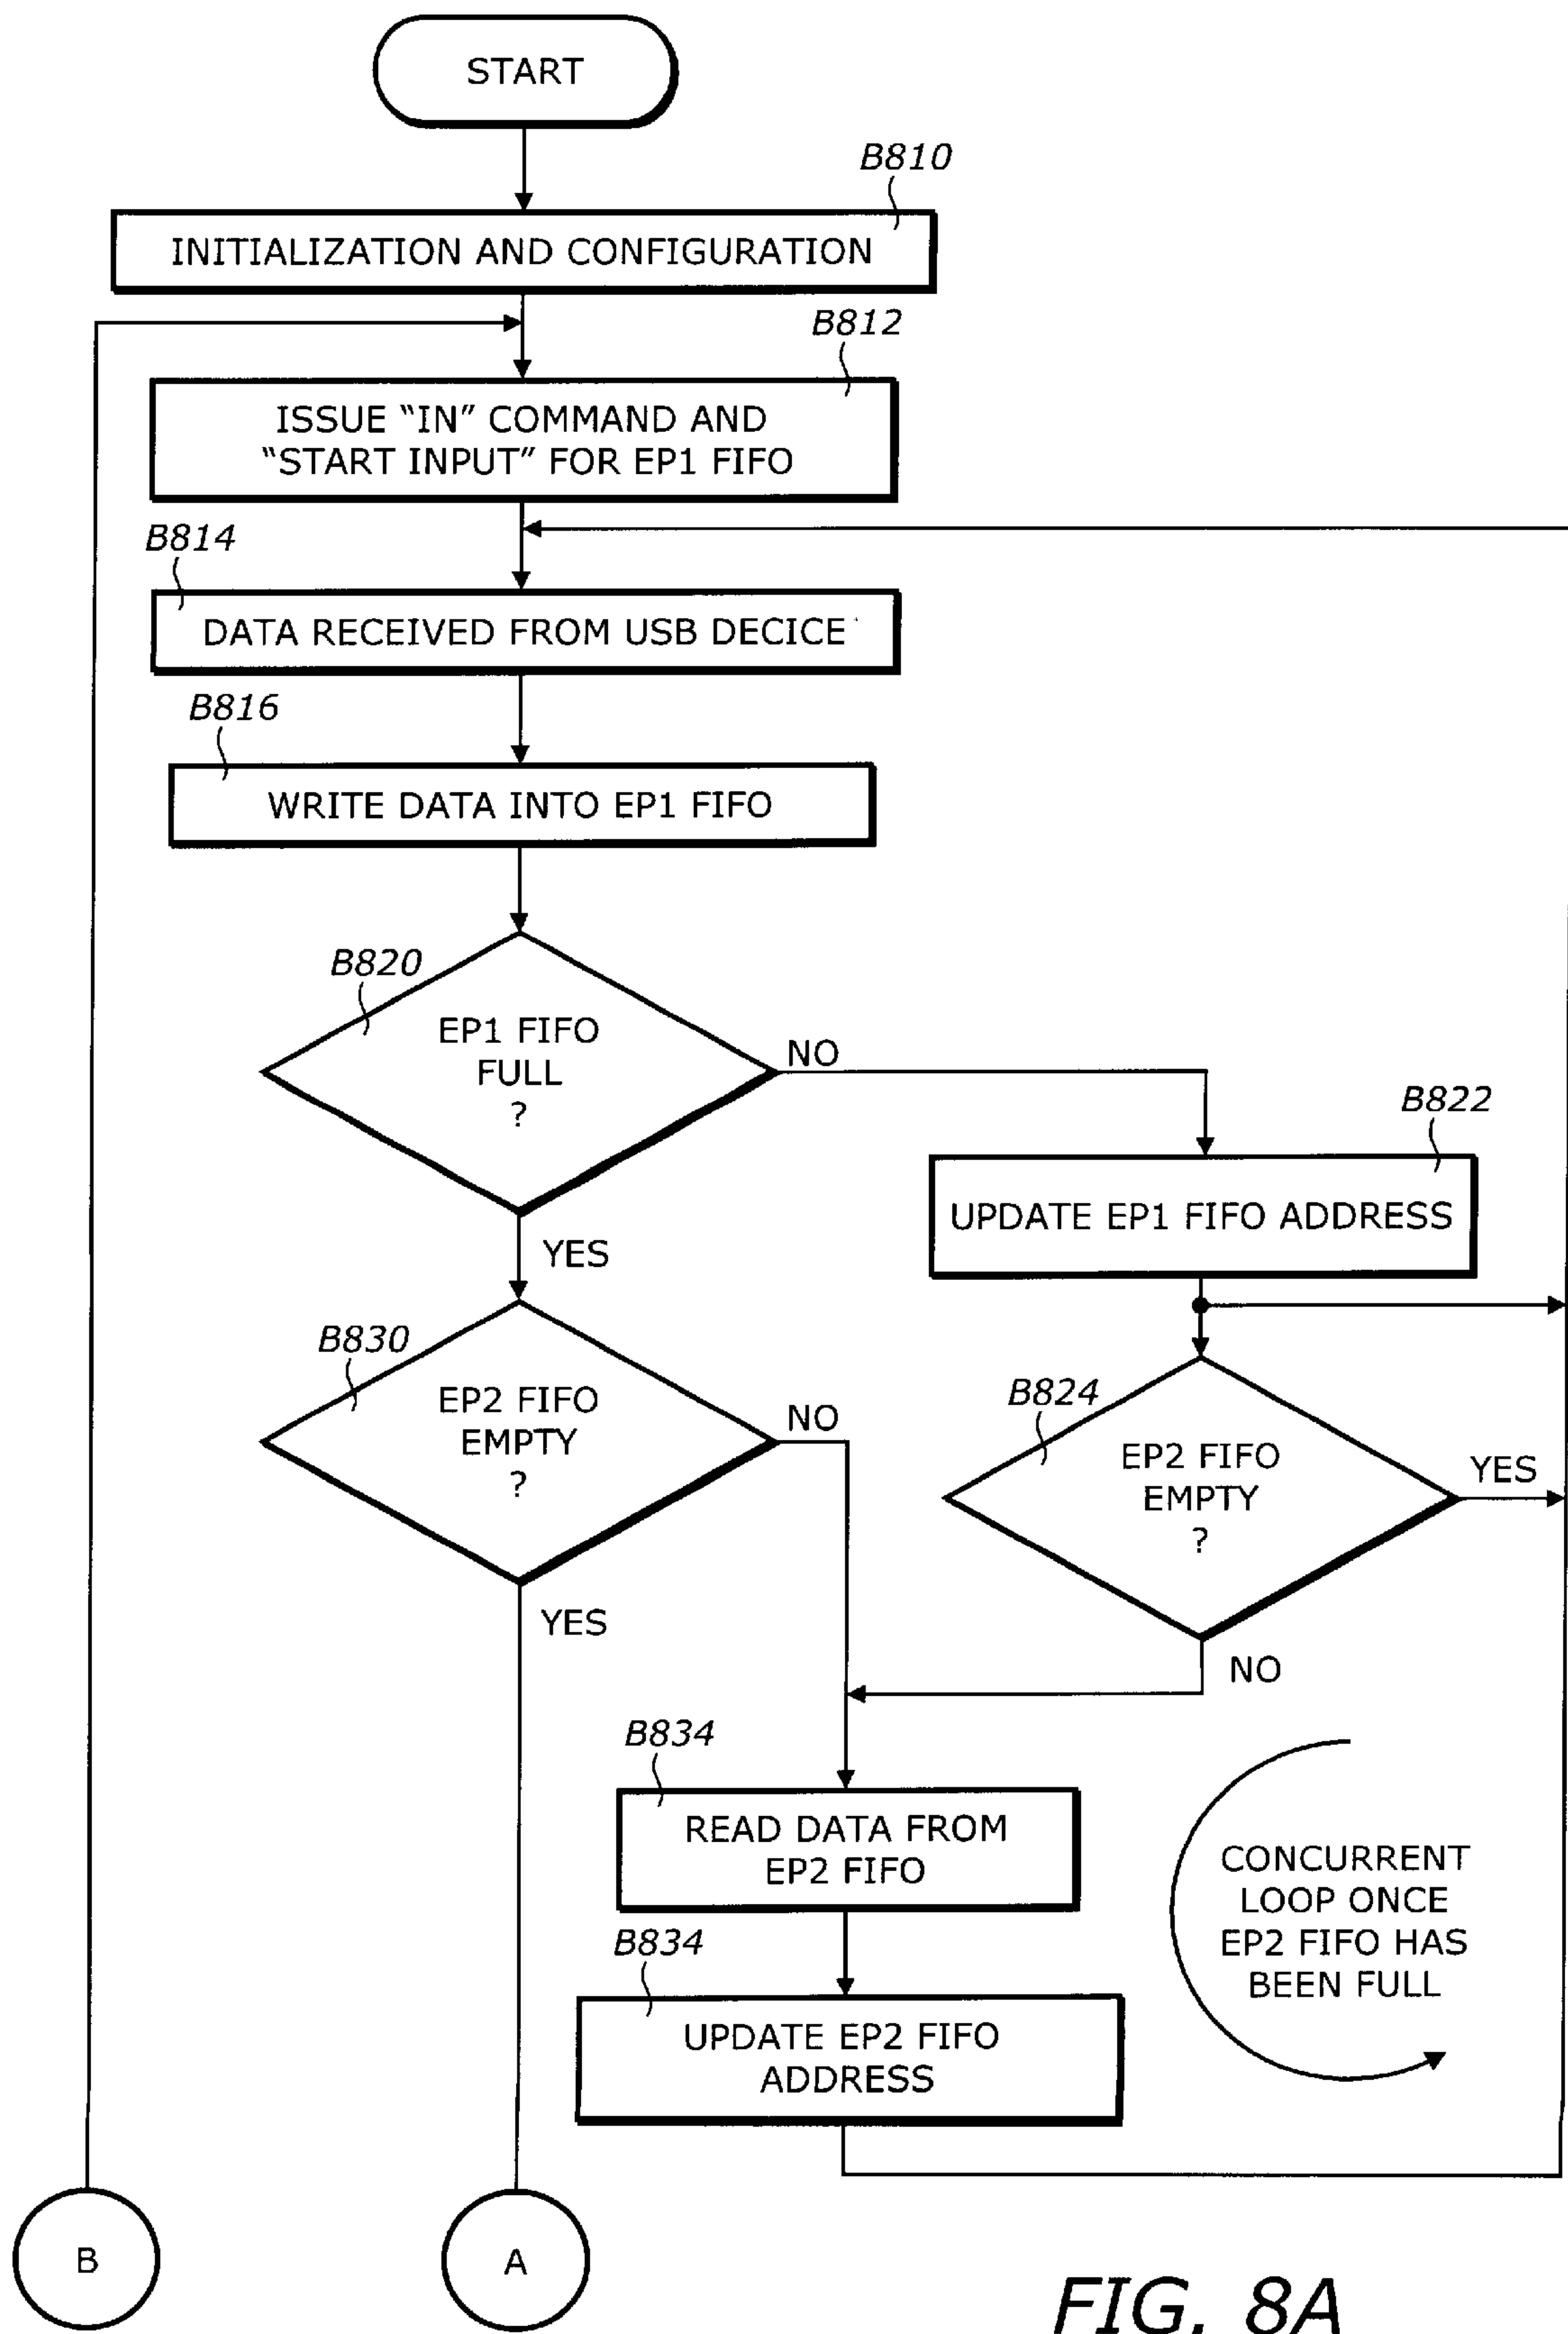 START
B810
INITIALIZATION AND CONFIGURATION
B812
ISSUE “IN” COMMAND AND
“START INPUT” FOR EP1 FIFO
B814
DATA RECEIVED FROM USB DECICE
B816
WRITE DATA INTO EP1 FIFO
B820
EP1 FIFO
FULL
?
NO
YES
B822
UPDATE EP1 FIFO ADDRESS
B830
EP2 FIFO
EMPTY
?
NO
YES
B824
EP2 FIFO
EMPTY
?
YES
NO
B834
READ DATA FROM
EP2 FIFO
B834
UPDATE EP2 FIFO
ADDRESS
CONCURRENT
LOOP ONCE
EP2 FIFO HAS
BEEN FULL
B
A
FIG. 8A